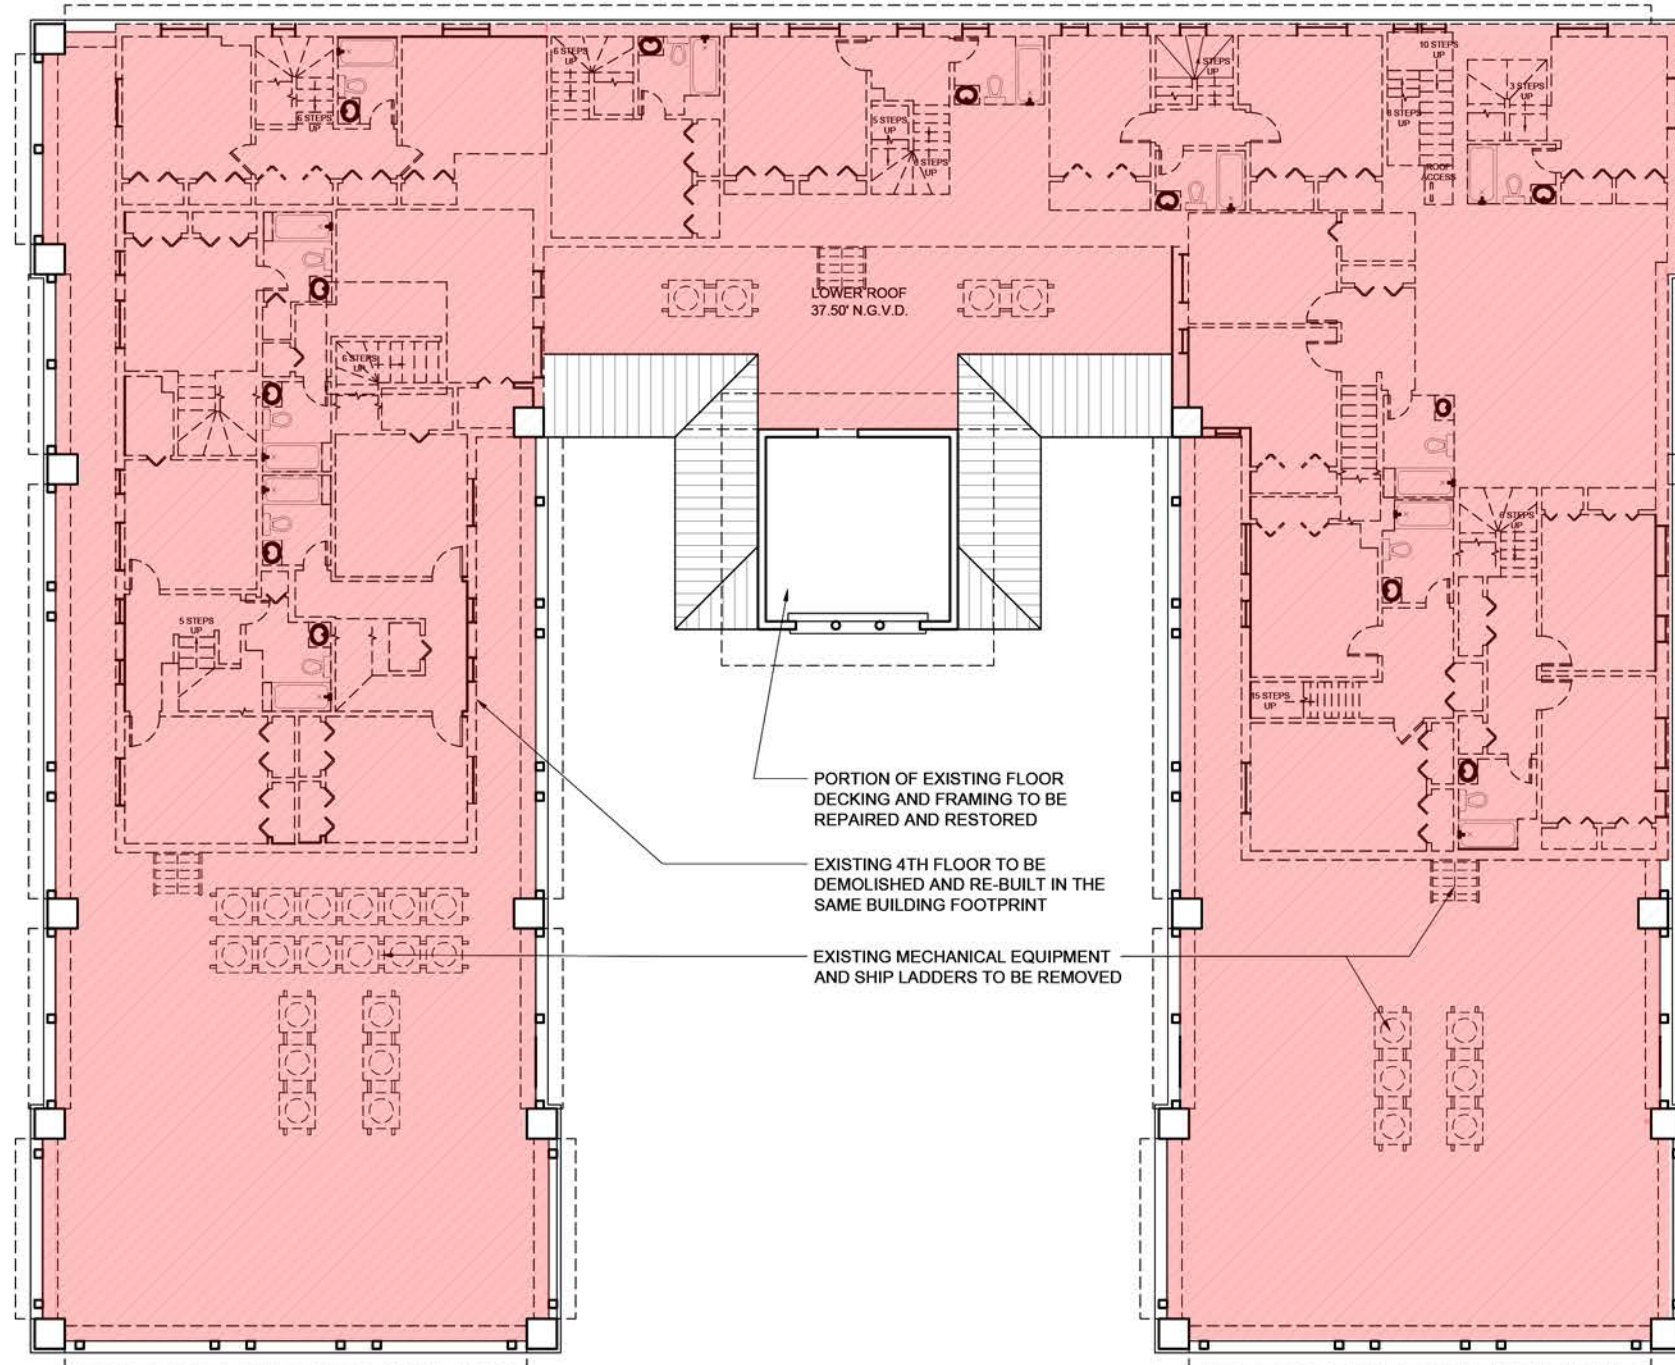 6 STEPS
UP
6 STEPS
UP
5 STEPS
UP
6 STEPS
UP
4 STEPS
UP
10 STEPS
UP
8 STEPS
UP
ROOF
ACCESS
3 STEPS
UP
LOWER ROOF
37.50' N.G.V.D.
6 STEPS
UP
6 STEPS
UP
5 STEPS
UP
15 STEPS
UP
PORTION OF EXISTING FLOOR
DECKING AND FRAMING TO BE
REPAIRED AND RESTORED
EXISTING 4TH FLOOR TO BE
DEMOLISHED AND RE-BUILT IN THE
SAME BUILDING FOOTPRINT
EXISTING MECHANICAL EQUIPMENT
AND SHIP LADDERS TO BE REMOVED